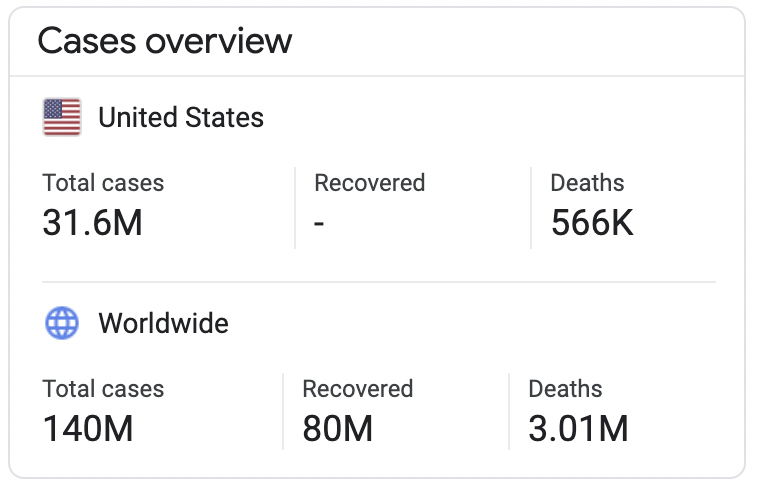 Cases overview
United States
Total cases Recovered Deaths
31.6M - 566K
Worldwide
Total cases Recovered Deaths
140M 80M 3.01M